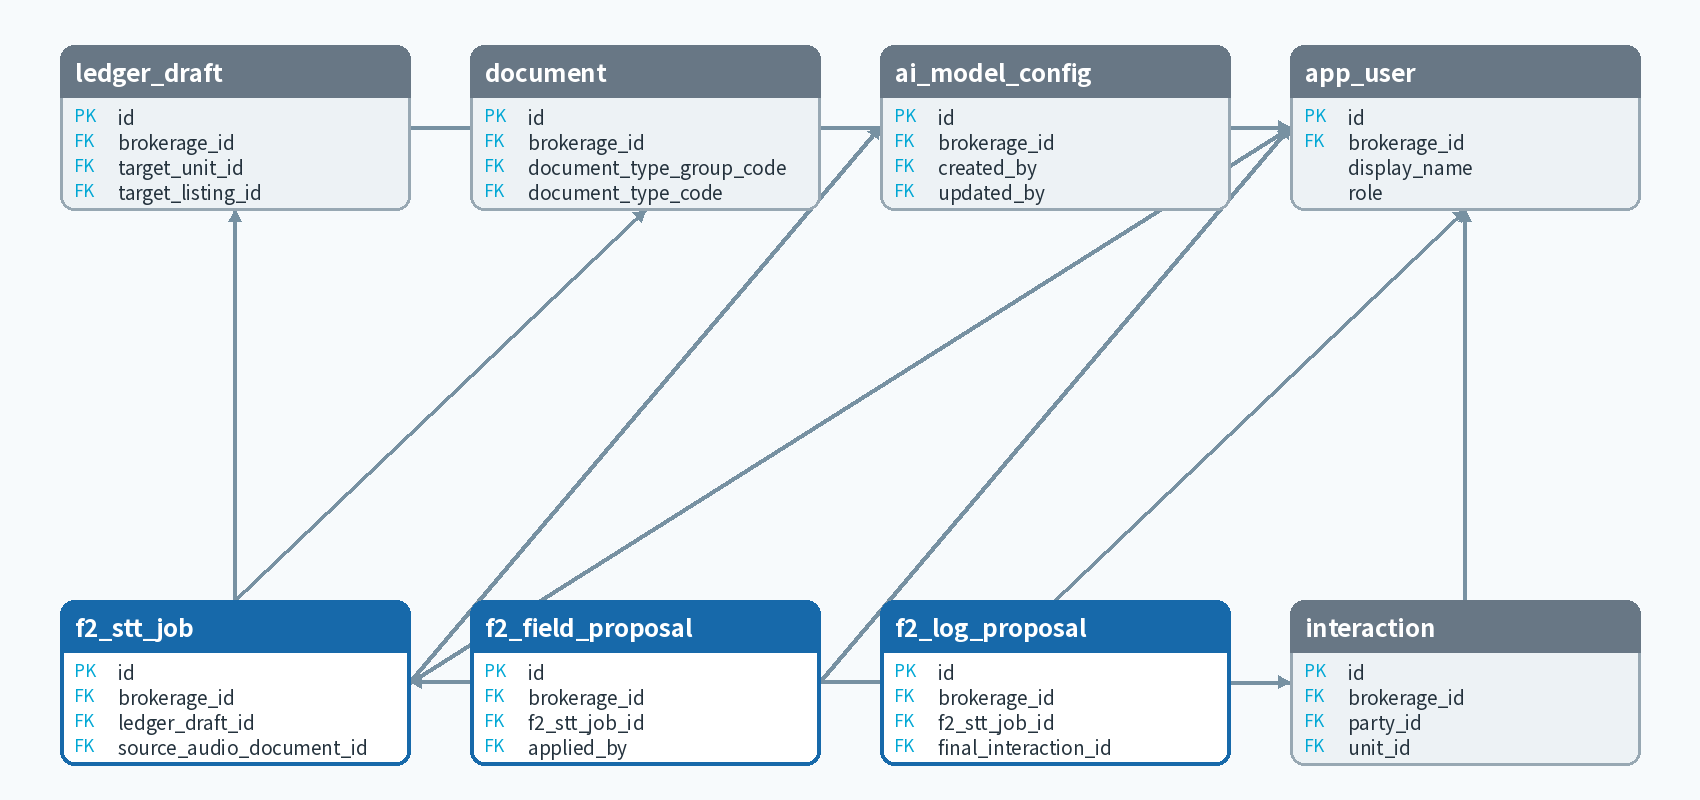 ledger_draft
PK id
FK brokerage_id
FK target_unit_id
FK target_listing_id
document
PK id
FK brokerage_id
FK document_type_group_code
FK document_type_code
ai_model_config
PK id
FK brokerage_id
FK created_by
FK updated_by
app_user
PK id
FK brokerage_id
display_name
role
f2_stt_job
PK id
FK brokerage_id
FK ledger_draft_id
FK source_audio_document_id
f2_field_proposal
PK id
FK brokerage_id
FK f2_stt_job_id
FK applied_by
f2_log_proposal
PK id
FK brokerage_id
FK f2_stt_job_id
FK final_interaction_id
interaction
PK id
FK brokerage_id
FK party_id
FK unit_id